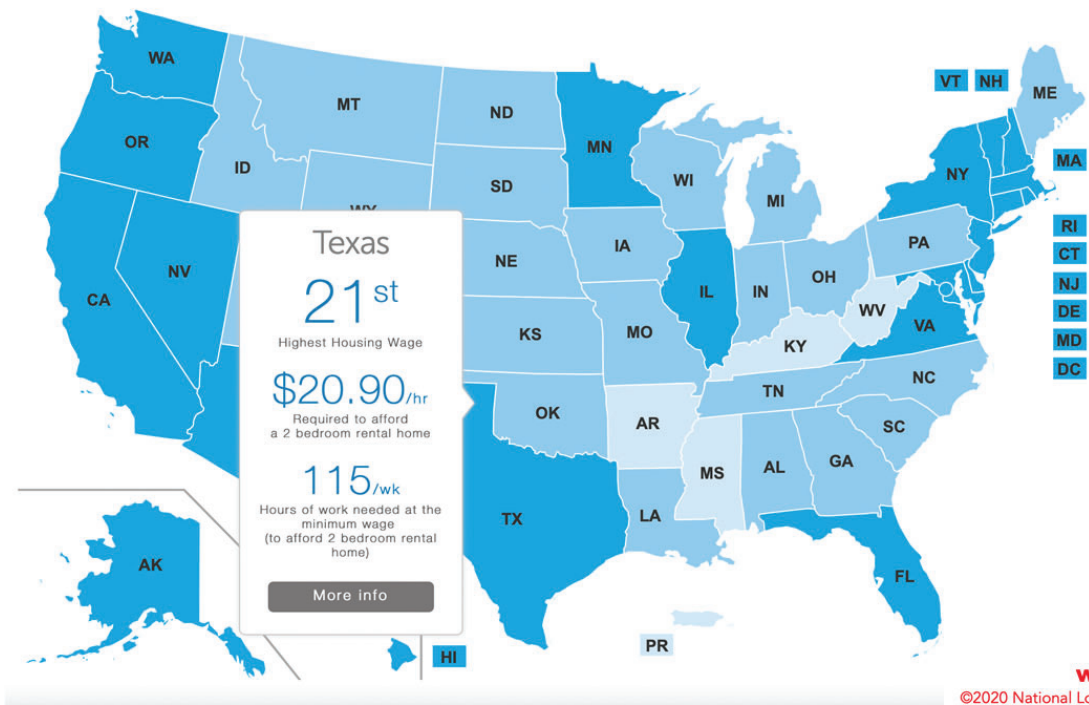 WA
MT
ND
MN
VT
NH
ME
OR
ID
SD
WI
MI
NY
MA
WY
RI
CT
NJ
DE
MD
DC
Texas
21st
Highest Housing Wage
$20.90/hr
Required to afford
a 2 bedroom rental home
115/wk
Hours of work needed at the
minimum wage
(to afford 2 bedroom rental
home)
More info
NV
CA
NE
IA
IL
IN
OH
PA
WV
VA
KS
MO
KY
NC
TN
OK
AR
SC
MS
AL
GA
TX
LA
AK
FL
HI
PR
©2020 National